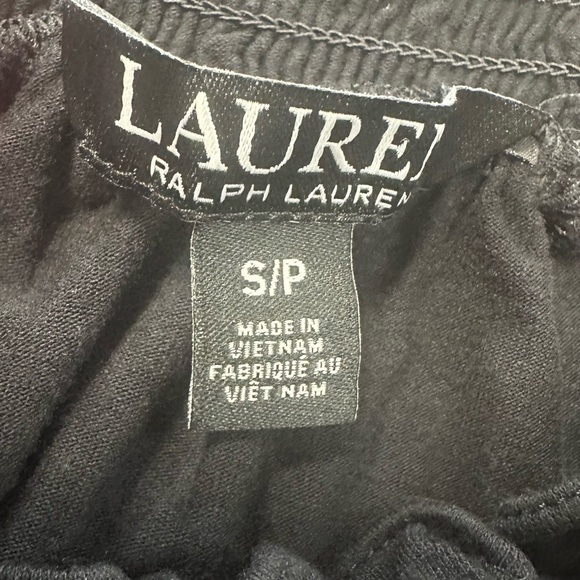 LAUREN
RALPH LAUREN
S/P
MADE IN
VIETNAM
FABRIQUÉ AU
VIÊT NAM